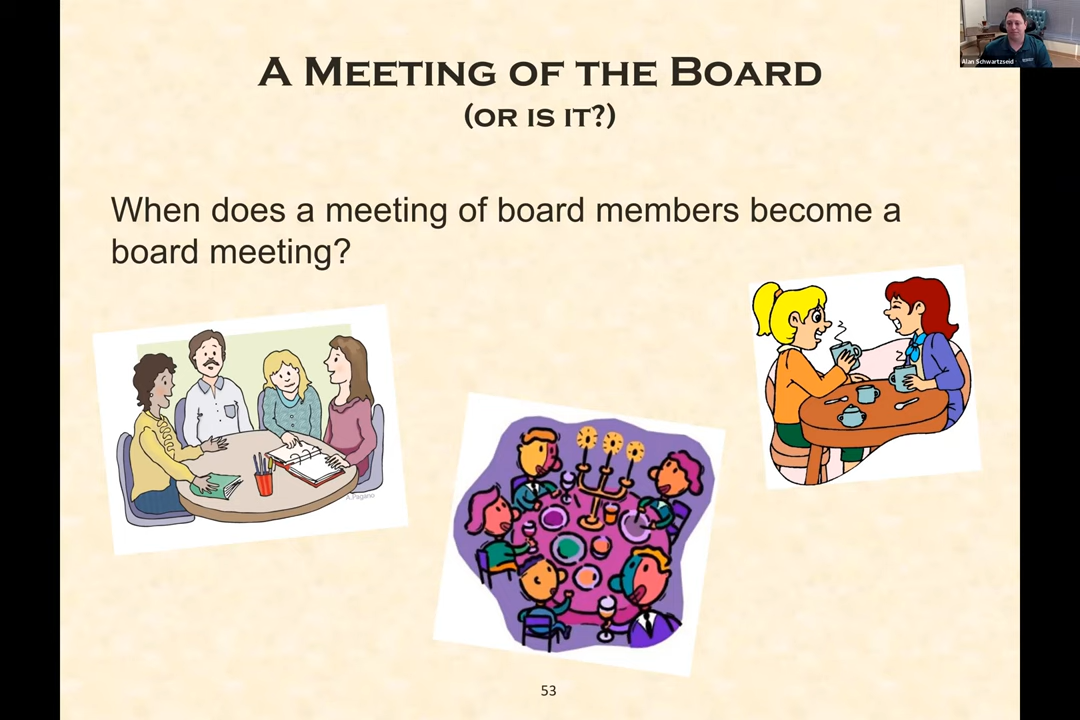 A Meeting of the Board
(or is it?)
Alan Schwartzseid
When does a meeting of board members become a
board meeting?
53